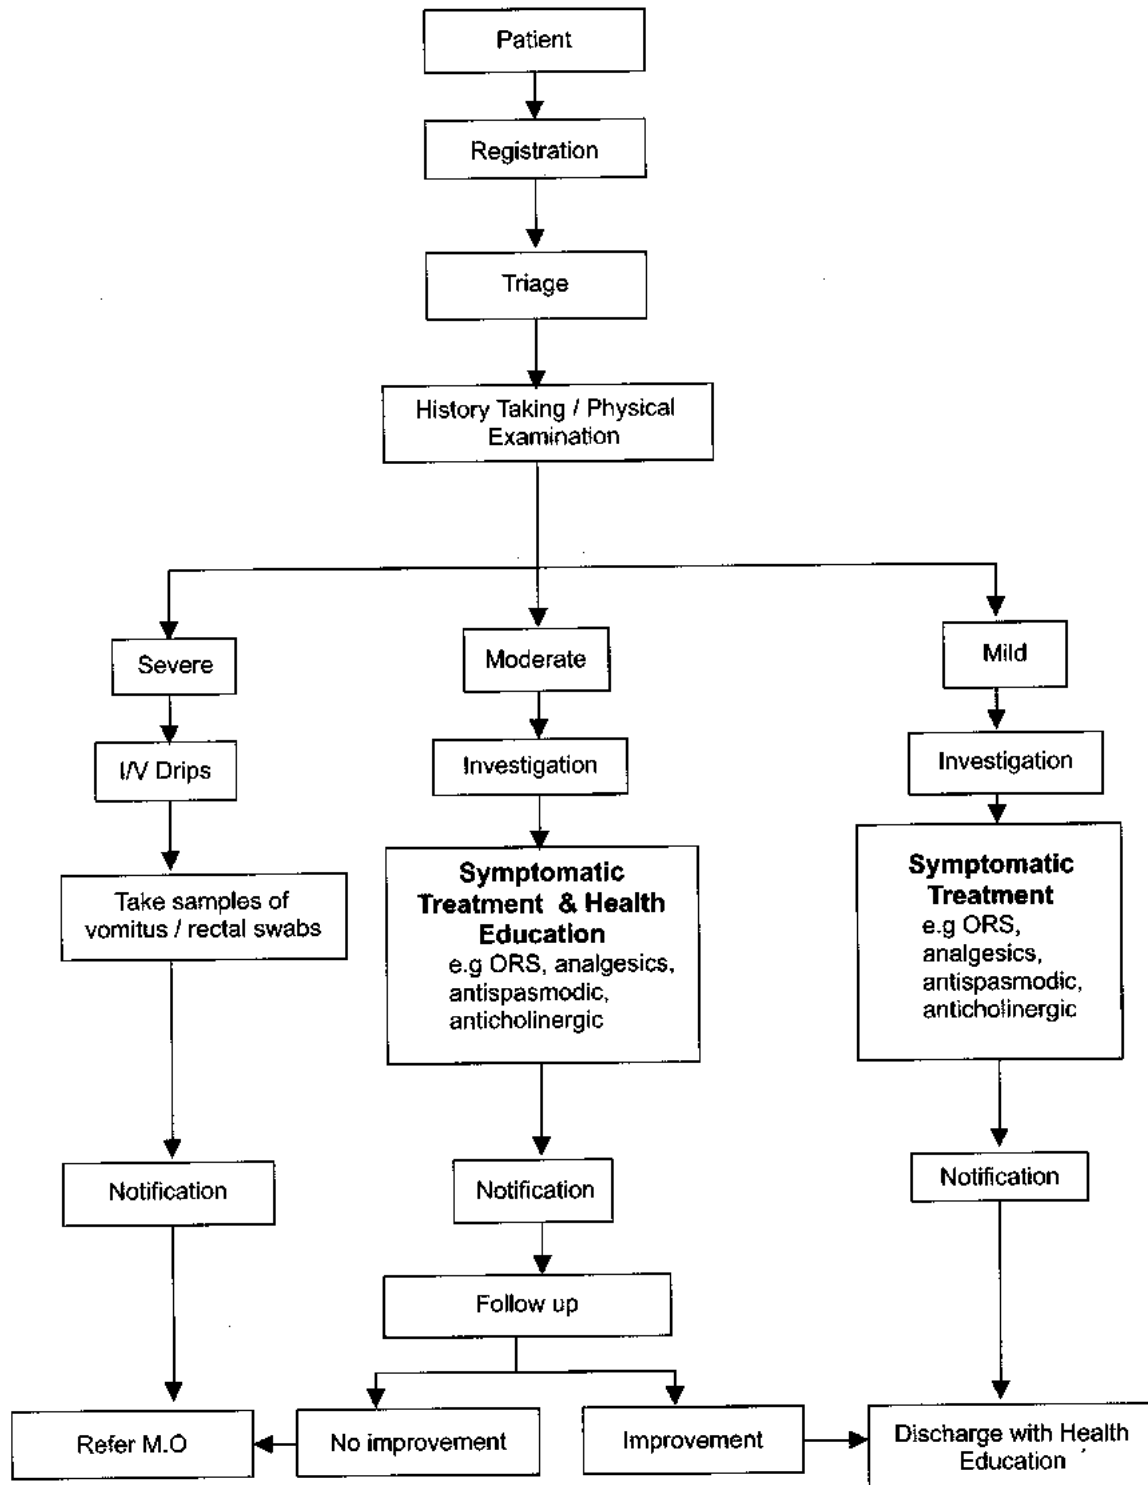 Patient
Registration
Triage
History Taking / Physical
Examination
Severe
Moderate
Mild
I/V Drips
Investigation
Investigation
Take samples of
vomitus / rectal swabs
Symptomatic
Treatment & Health
Education
e.g ORS, analgesics,
antispasmodic,
anticholinergic
Symptomatic
Treatment
e.g ORS,
analgesics,
antispasmodic,
anticholinergic
Notification
Notification
Notification
Follow up
Refer M.O
No improvement
Improvement
Discharge with Health
Education